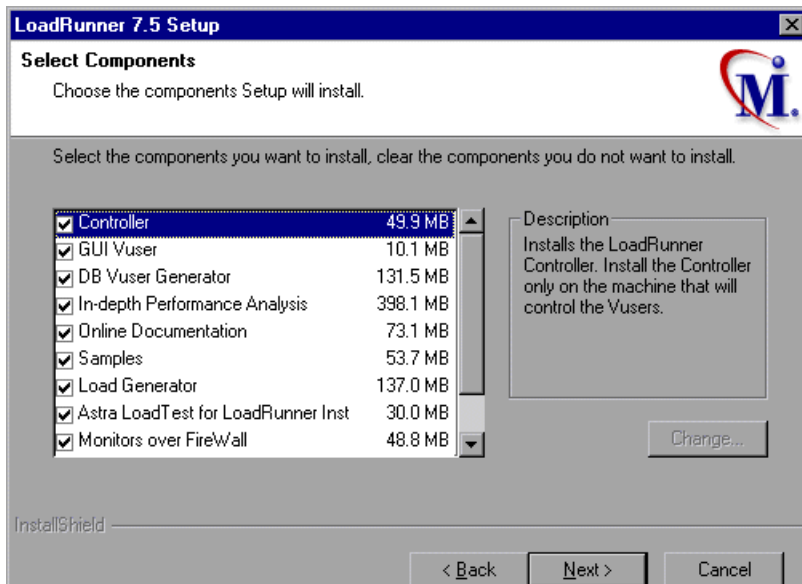 LoadRunner 7.5 Setup
Select Components
Choose the components Setup will install.
M.
Select the components you want to install, clear the components you do not want to install.
Controller 49.9 MB
GUI Vuser 10.1 MB
DB Vuser Generator 131.5 MB
In-depth Performance Analysis 398.1 MB
Online Documentation 73.1 MB
Samples 53.7 MB
Load Generator 137.0 MB
Astra LoadTest for LoadRunner Inst 30.0 MB
Monitors over FireWall 48.8 MB
Description
Installs the LoadRunner
Controller. Install the Controller
only on the machine that will
control the Vusers.
Change...
InstallShield
< Back Next > Cancel